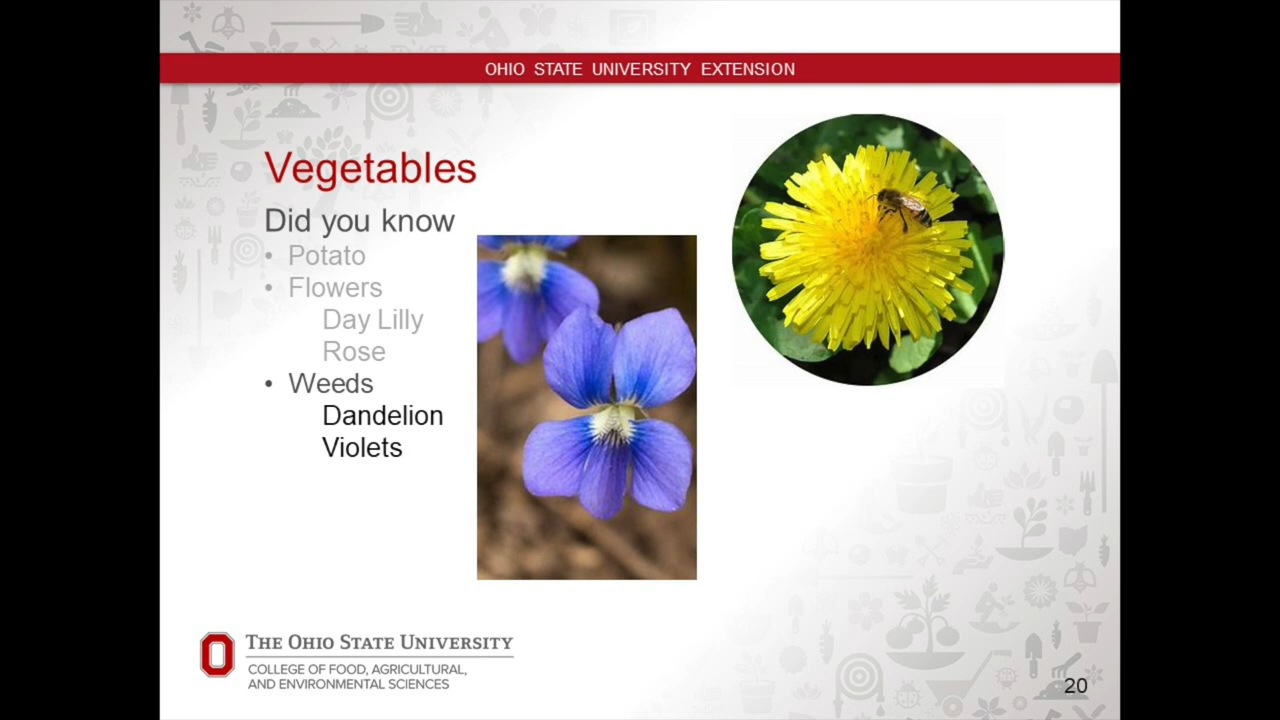 OHIO STATE UNIVERSITY EXTENSION
Vegetables
Did you know
• Potato
• Flowers
Day Lilly
Rose
• Weeds
Dandelion
Violets
THE OHIO STATE UNIVERSITY
COLLEGE OF FOOD, AGRICULTURAL,
AND ENVIRONMENTAL SCIENCES
20